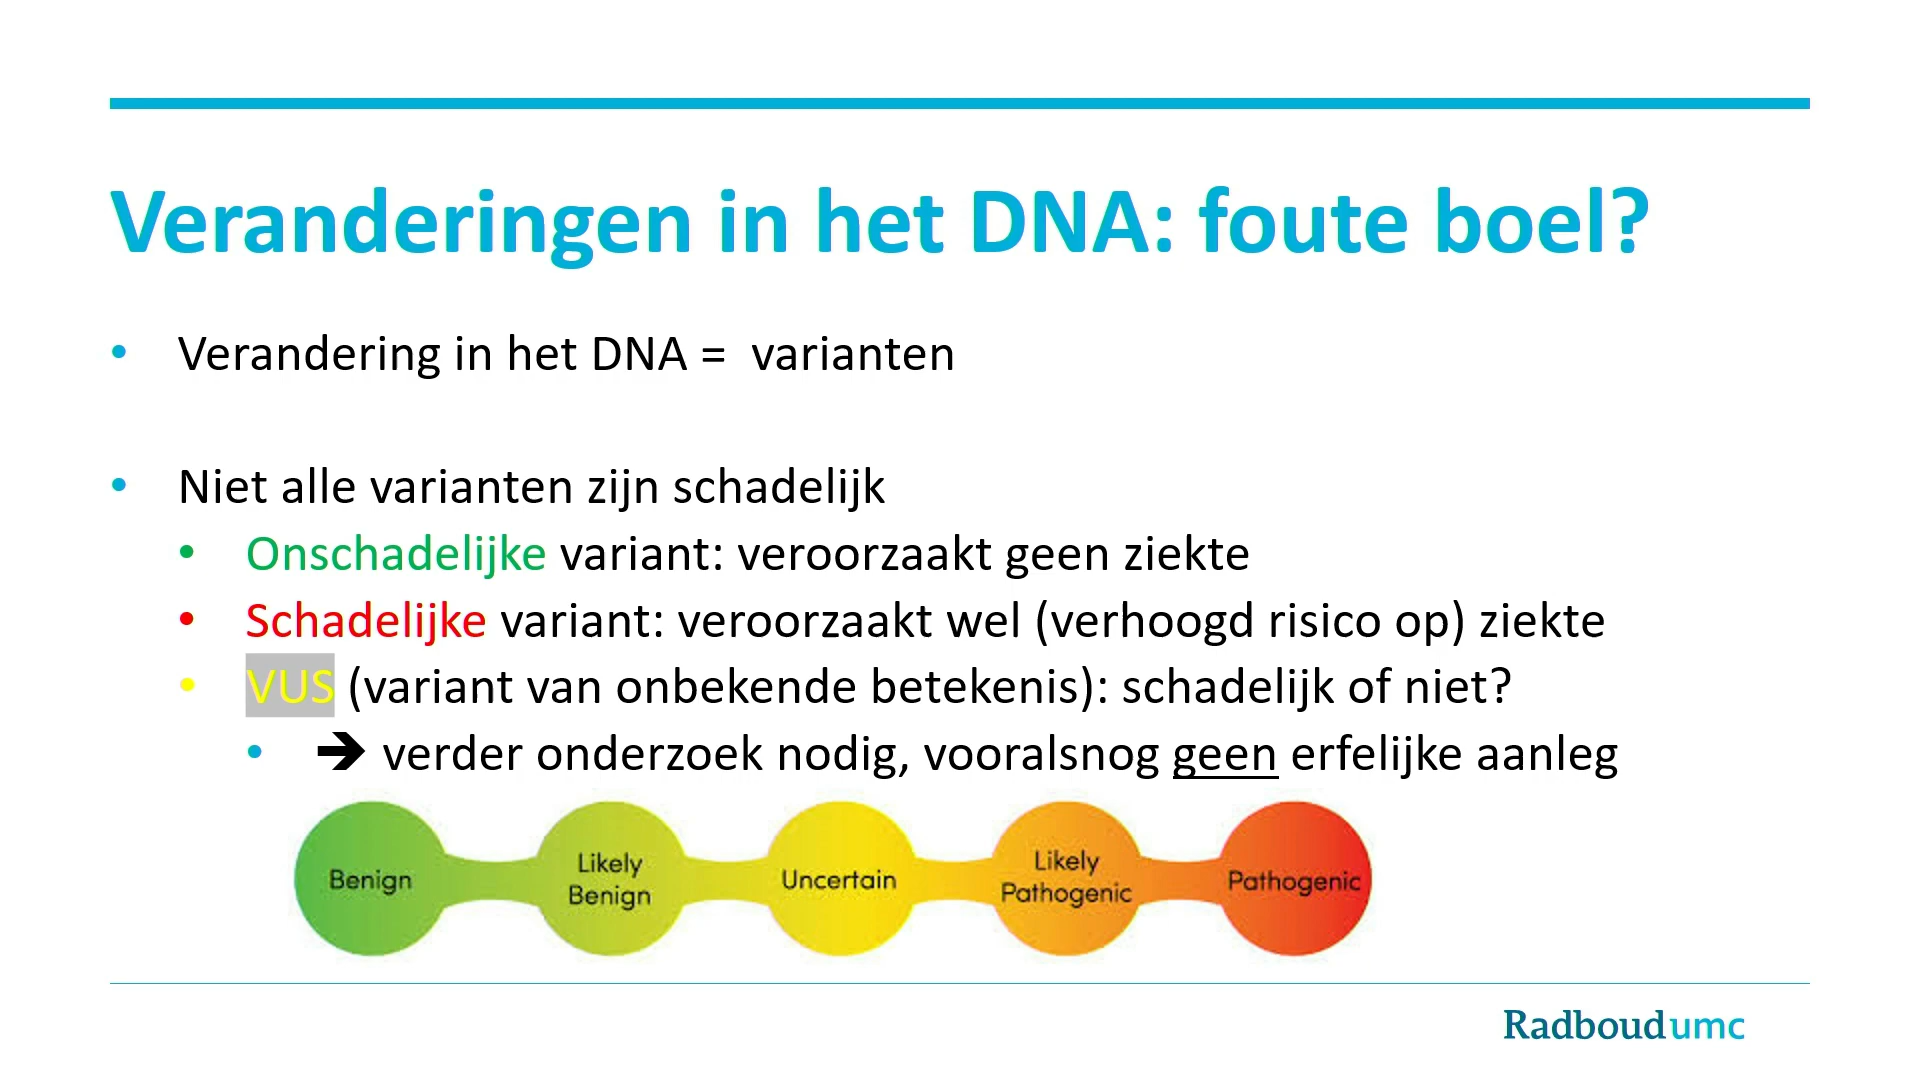 Veranderingen in het DNA: foute boel?
• Verandering in het DNA = varianten
• Niet alle varianten zijn schadelijk
• Onschadelijke variant: veroorzaakt geen ziekte
• Schadelijke variant: veroorzaakt wel (verhoogd risico op) ziekte
• VUS (variant van onbekende betekenis): schadelijk of niet?
• ➔ verder onderzoek nodig, vooralsnog geen erfelijke aanleg
Benign
Likely
Benign
Uncertain
Likely
Pathogenic
Pathogenic
Radboudumc